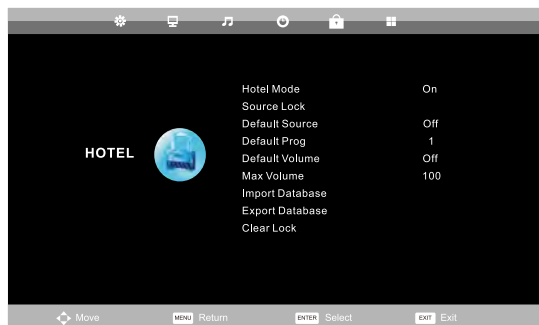 Hotel Mode On
Source Lock
Default Source Off
Default Prog 1
HOTEL
Default Volume Off
Max Volume 100
Import Database
Export Database
Clear Lock
Move MENU Return ENTER Select EXIT Exit